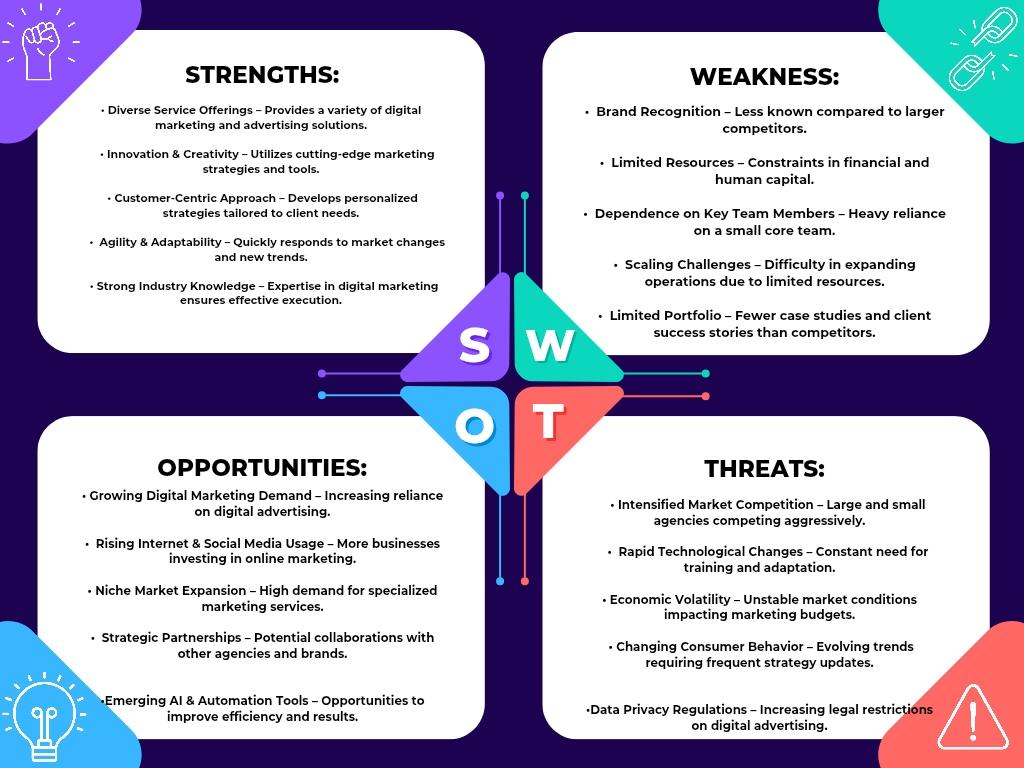 STRENGTHS:
• Diverse Service Offerings – Provides a variety of digital
marketing and advertising solutions.
• Innovation & Creativity – Utilizes cutting-edge marketing
strategies and tools.
• Customer-Centric Approach – Develops personalized
strategies tailored to client needs.
• Agility & Adaptability – Quickly responds to market changes
and new trends.
• Strong Industry Knowledge – Expertise in digital marketing
ensures effective execution.
WEAKNESS:
• Brand Recognition – Less known compared to larger
competitors.
• Limited Resources – Constraints in financial and
human capital.
• Dependence on Key Team Members – Heavy reliance
on a small core team.
• Scaling Challenges – Difficulty in expanding
operations due to limited resources.
• Limited Portfolio – Fewer case studies and client
success stories than competitors.
S W
O T
OPPORTUNITIES:
• Growing Digital Marketing Demand – Increasing reliance
on digital advertising.
• Rising Internet & Social Media Usage – More businesses
investing in online marketing.
• Niche Market Expansion – High demand for specialized
marketing services.
• Strategic Partnerships – Potential collaborations with
other agencies and brands.
•Emerging AI & Automation Tools – Opportunities to
improve efficiency and results.
THREATS:
• Intensified Market Competition – Large and small
agencies competing aggressively.
• Rapid Technological Changes – Constant need for
training and adaptation.
• Economic Volatility – Unstable market conditions
impacting marketing budgets.
• Changing Consumer Behavior – Evolving trends
requiring frequent strategy updates.
•Data Privacy Regulations – Increasing legal restrictions
on digital advertising.